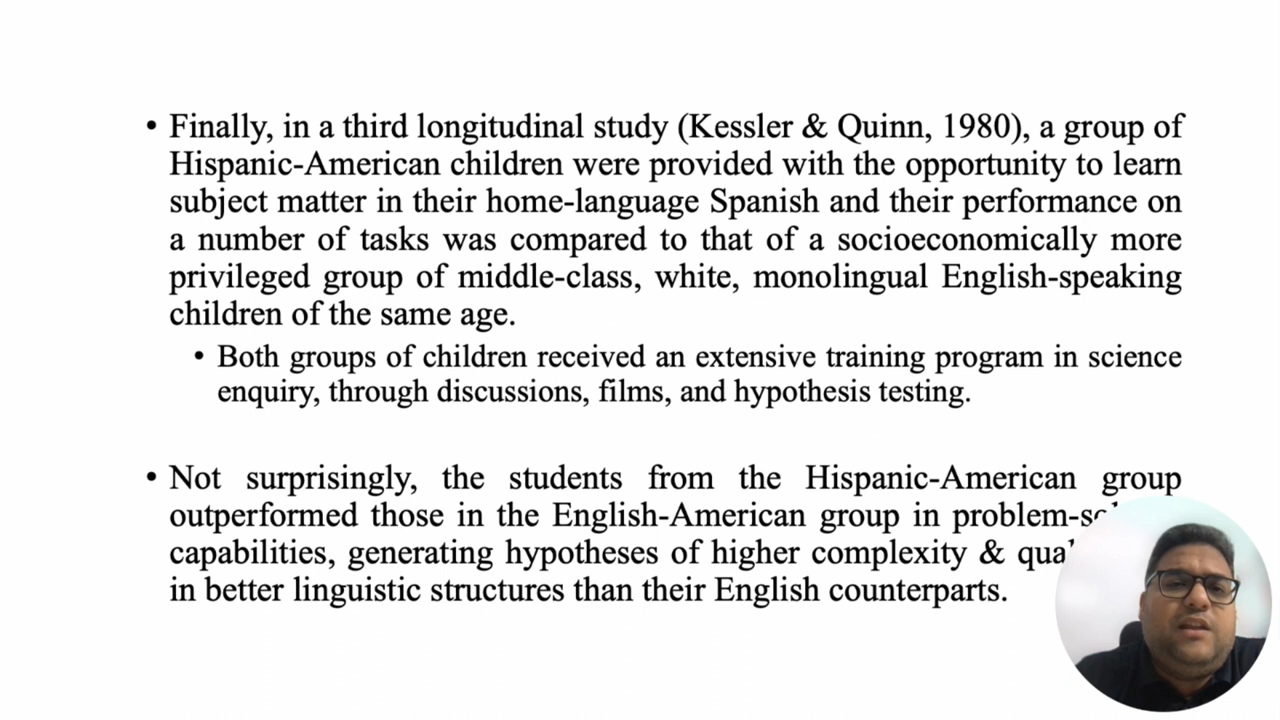 • Finally, in a third longitudinal study (Kessler & Quinn, 1980), a group of
Hispanic-American children were provided with the opportunity to learn
subject matter in their home-language Spanish and their performance on
a number of tasks was compared to that of a socioeconomically more
privileged group of middle-class, white, monolingual English-speaking
children of the same age.
• Both groups of children received an extensive training program in science
enquiry, through discussions, films, and hypothesis testing.
• Not surprisingly, the students from the Hispanic-American group
outperformed those in the English-American group in
capabilities, generating hypotheses of higher complexity &
in better linguistic structures than their English counterparts.